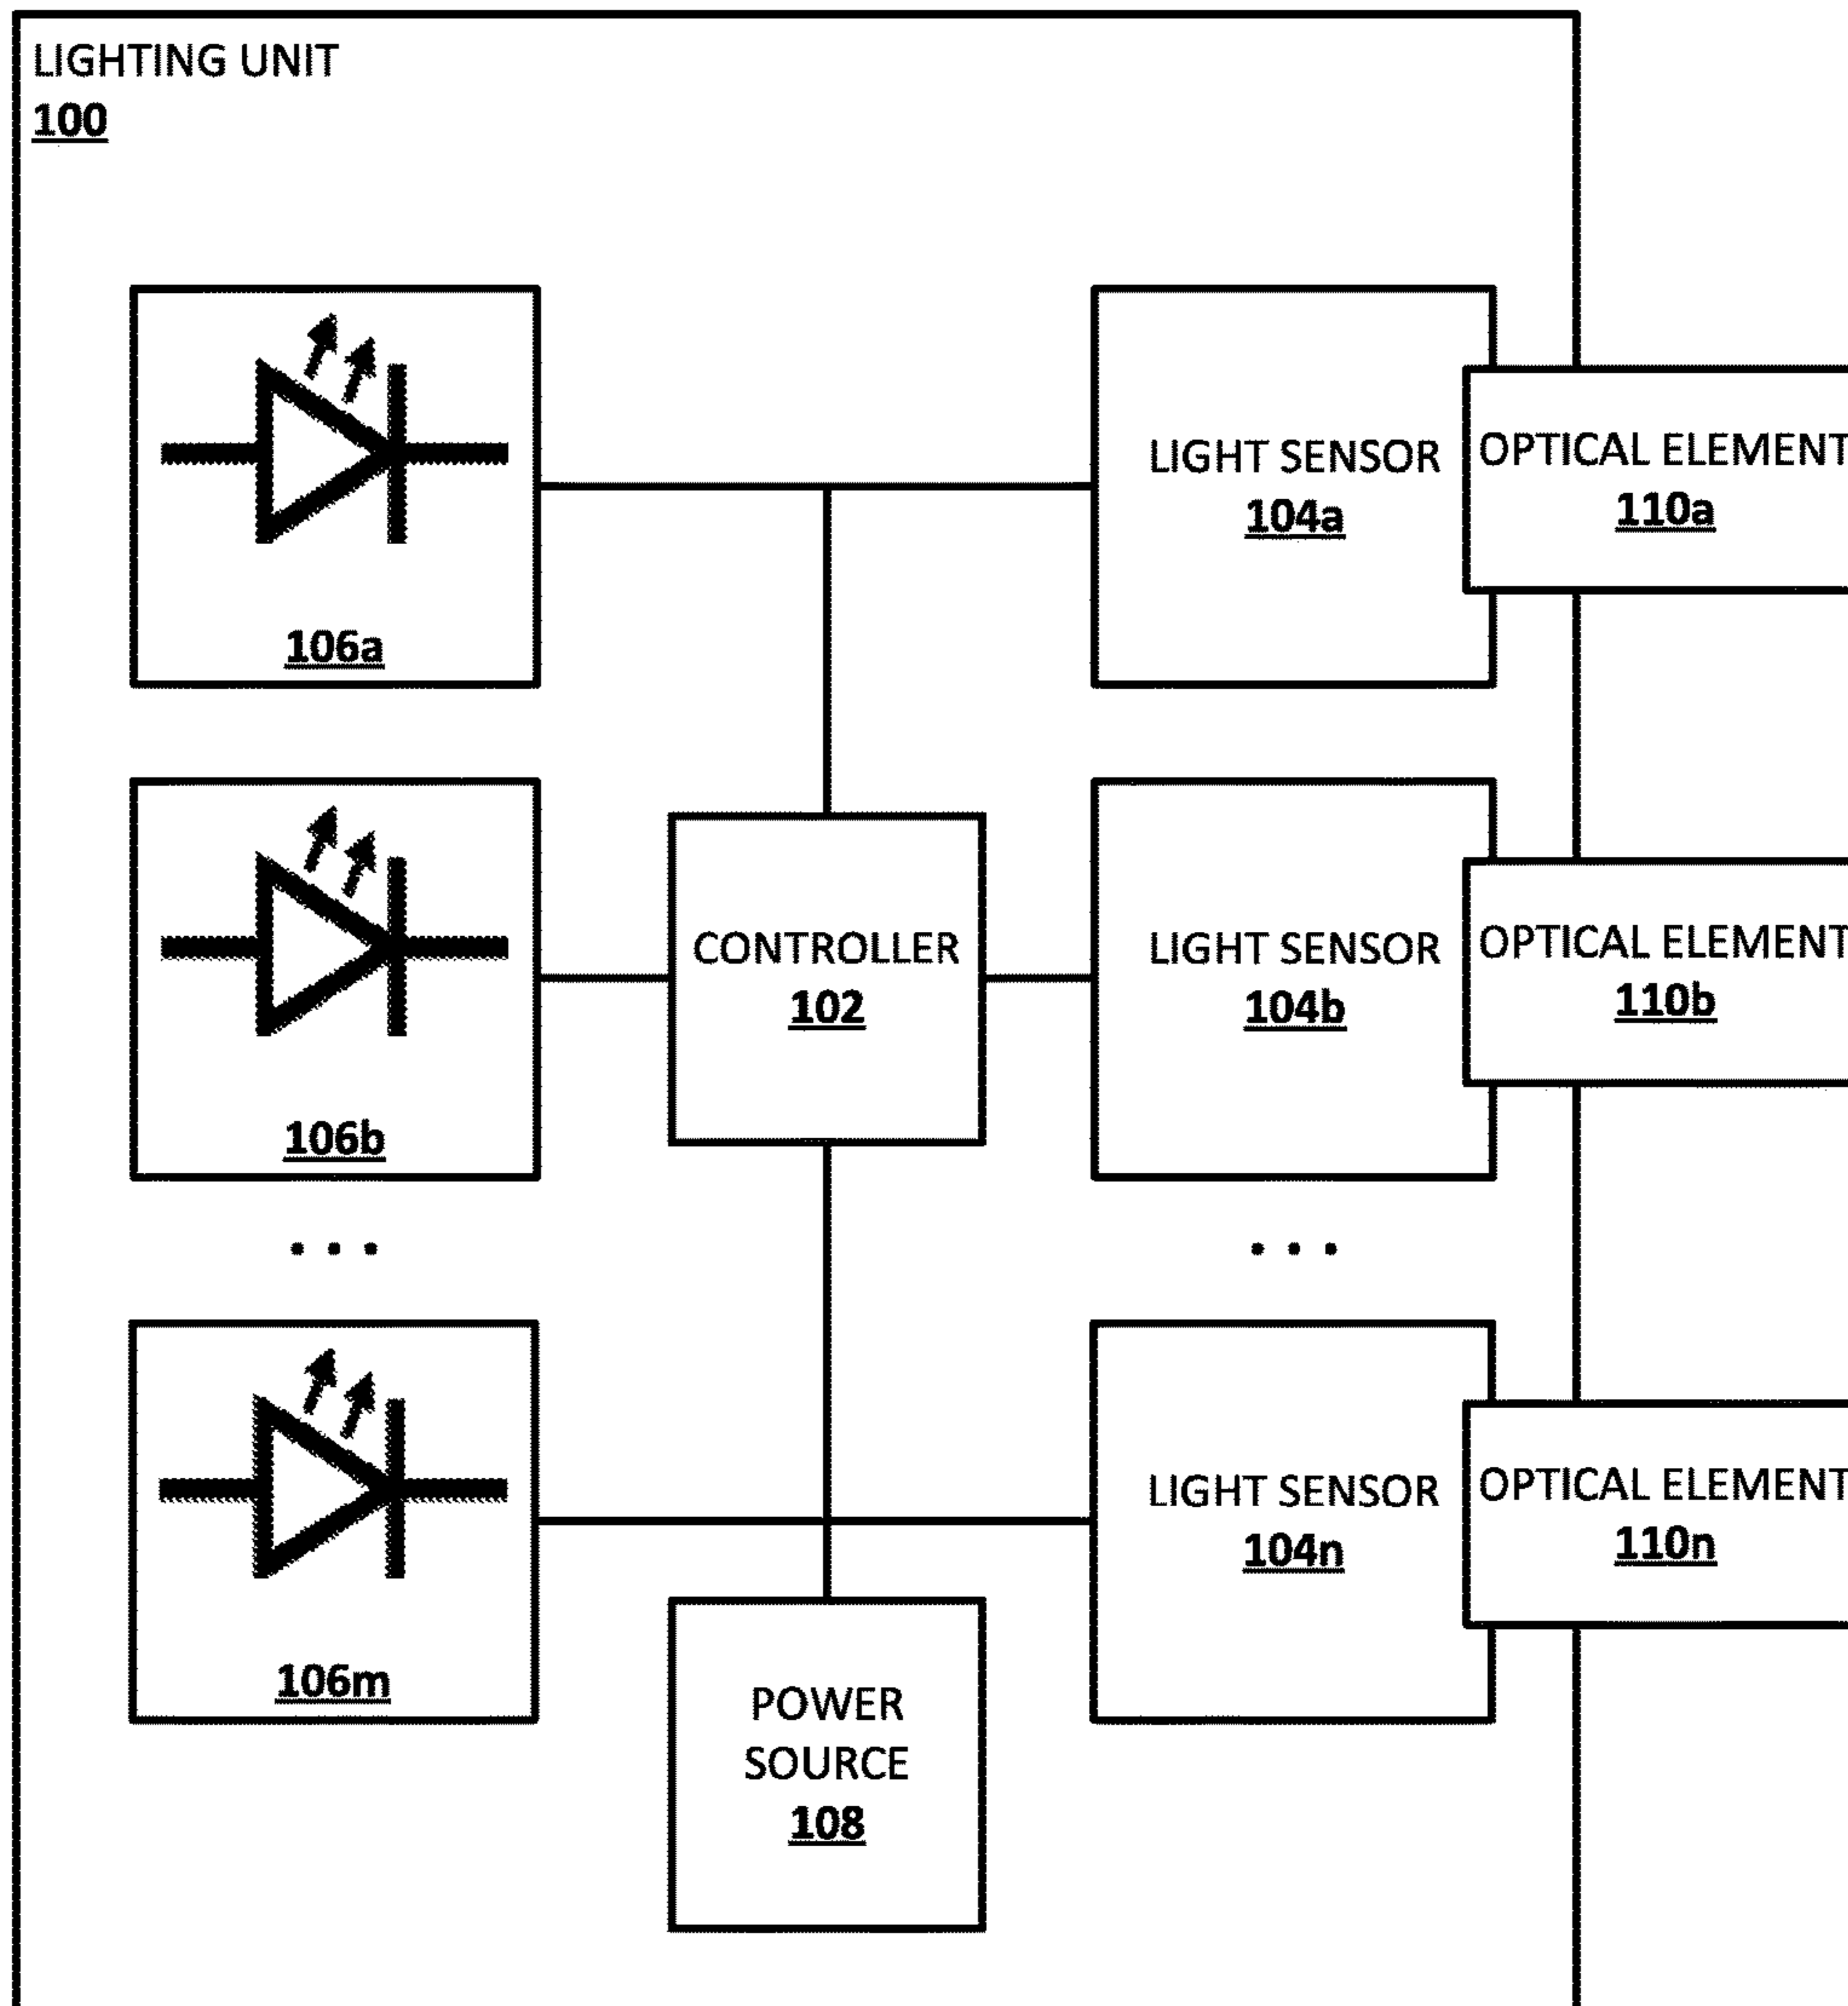 LIGHTING UNIT
100
106a
LIGHT SENSOR
104a
OPTICAL ELEMENT
110a
106b
CONTROLLER
102
LIGHT SENSOR
104b
OPTICAL ELEMENT
110b
. . .
. . .
106m
LIGHT SENSOR
104n
OPTICAL ELEMENT
110n
POWER
SOURCE
108